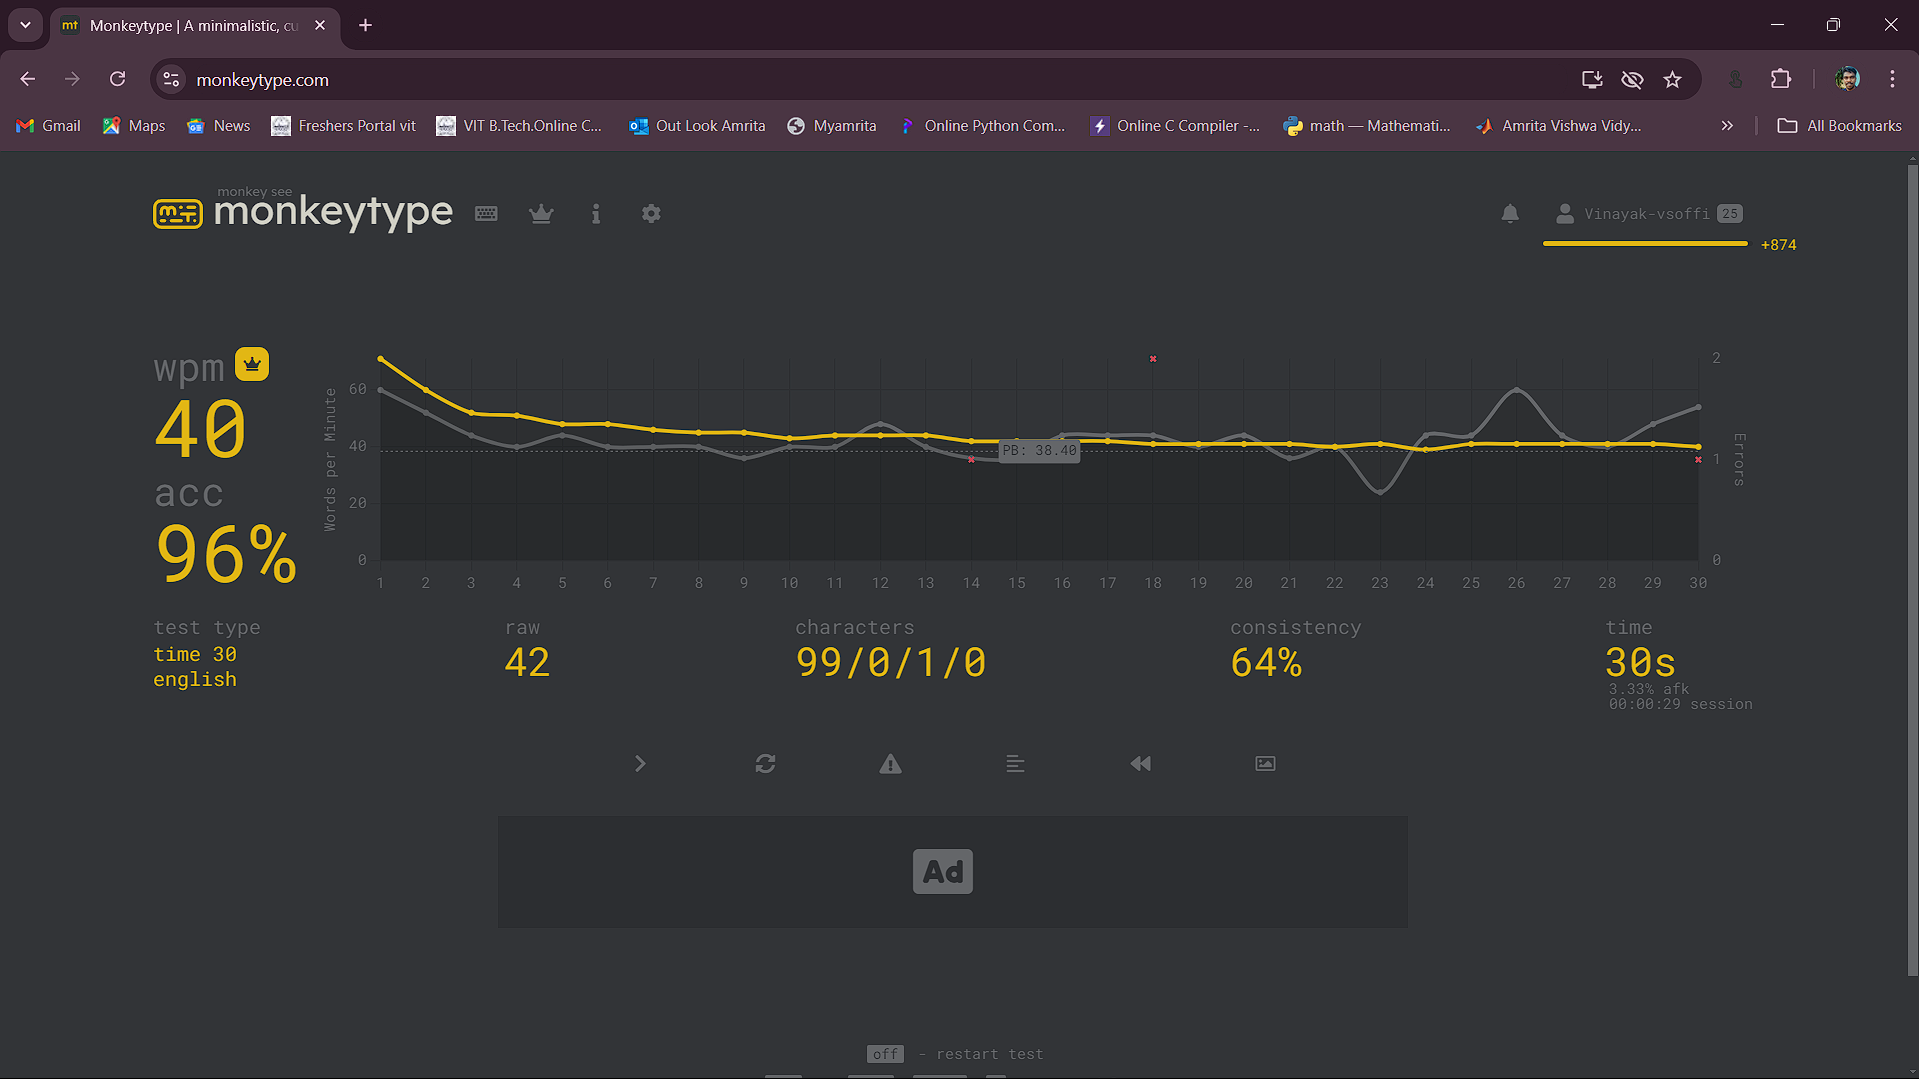 mt Monkeytype | A minimalistic, cu
monkeytype.com
Gmail Maps News Freshers Portal vit VIT B.Tech.Online C... Out Look Amrita Myamrita Online Python Com... Online C Compiler -... math — Mathemati... Amrita Vishwa Vidy... All Bookmarks
monkey see
monkeytype
Vinayak-vsoffi 25
+874
wpm
40
acc
96%
Words per Minute
60
40
20
0
PB: 38.40
2
1
0
Errors
1 2 3 4 5 6 7 8 9 10 11 12 13 14 15 16 17 18 19 20 21 22 23 24 25 26 27 28 29 30
test type
time 30
english
raw
42
characters
99/0/1/0
consistency
64%
time
30s
3.33% afk
00:00:29 session
Ad
off - restart test